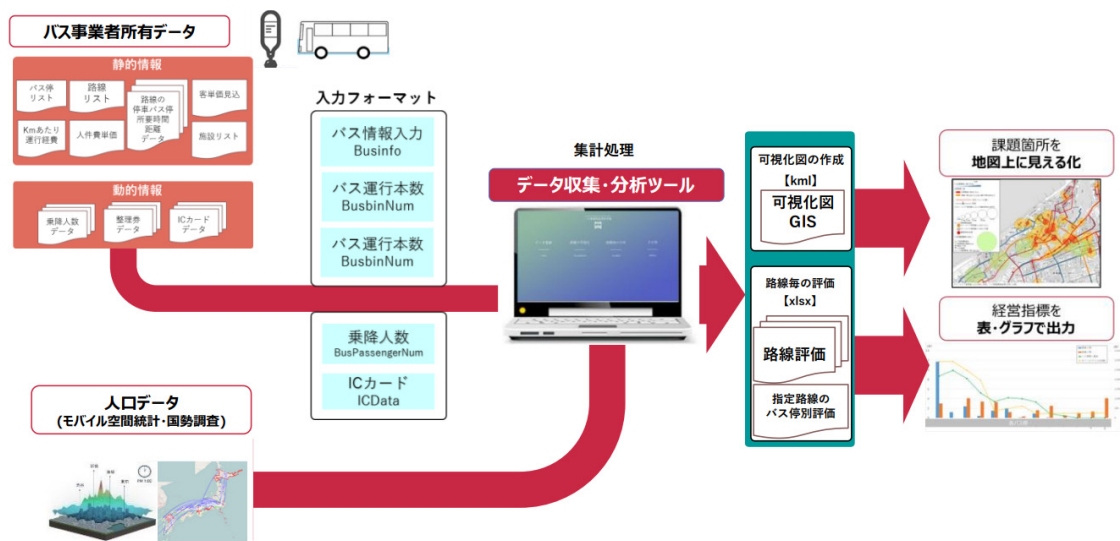 バス事業者所有データ
静的情報
バス停
リスト
路線
リスト
路線の
停車バス停
所要時間
距離
データ
客単価見込
Kmあたり
運行経費
人件費単価
施設リスト
動的情報
乗降人数
データ
整理券
データ
ICカード
データ
入力フォーマット
バス情報入力
Businfo
バス運行本数
BusbinNum
バス運行本数
BusbinNum
乗降人数
BusPassengerNum
ICカード
ICData
人口データ
(モバイル空間統計・国勢調査)
集計処理
データ収集・分析ツール
可視化図の作成
【kml】
可視化図
GIS
路線毎の評価
【xlsx】
路線評価
指定路線の
バス停別評価
課題箇所を
地図上に見える化
経営指標を
表・グラフで出力